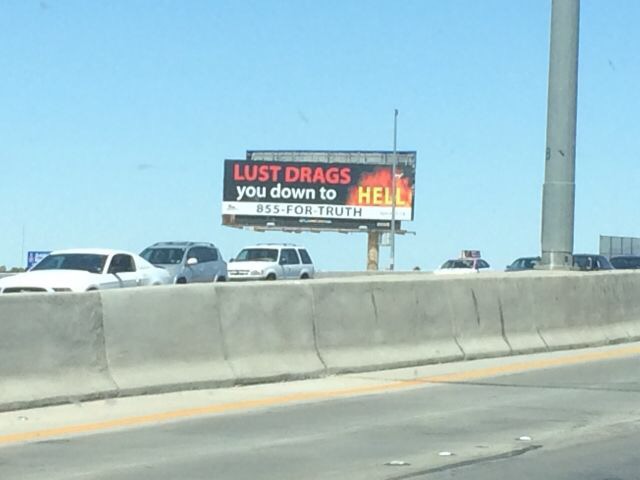 LUST DRAGS
you down to HELL
855-FOR-TRUTH